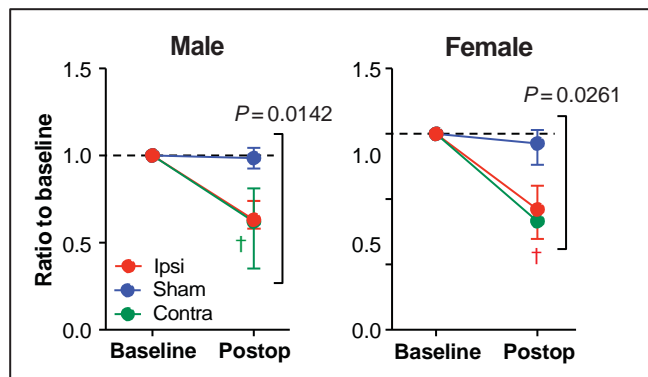 Male
Female
Ratio to baseline
1.5
1.0
0.5
0.0
P=0.0142
†
Ipsi
Sham
Contra
Baseline Postop
1.5
1.0
0.5
0.0
P=0.0261
†
Baseline Postop